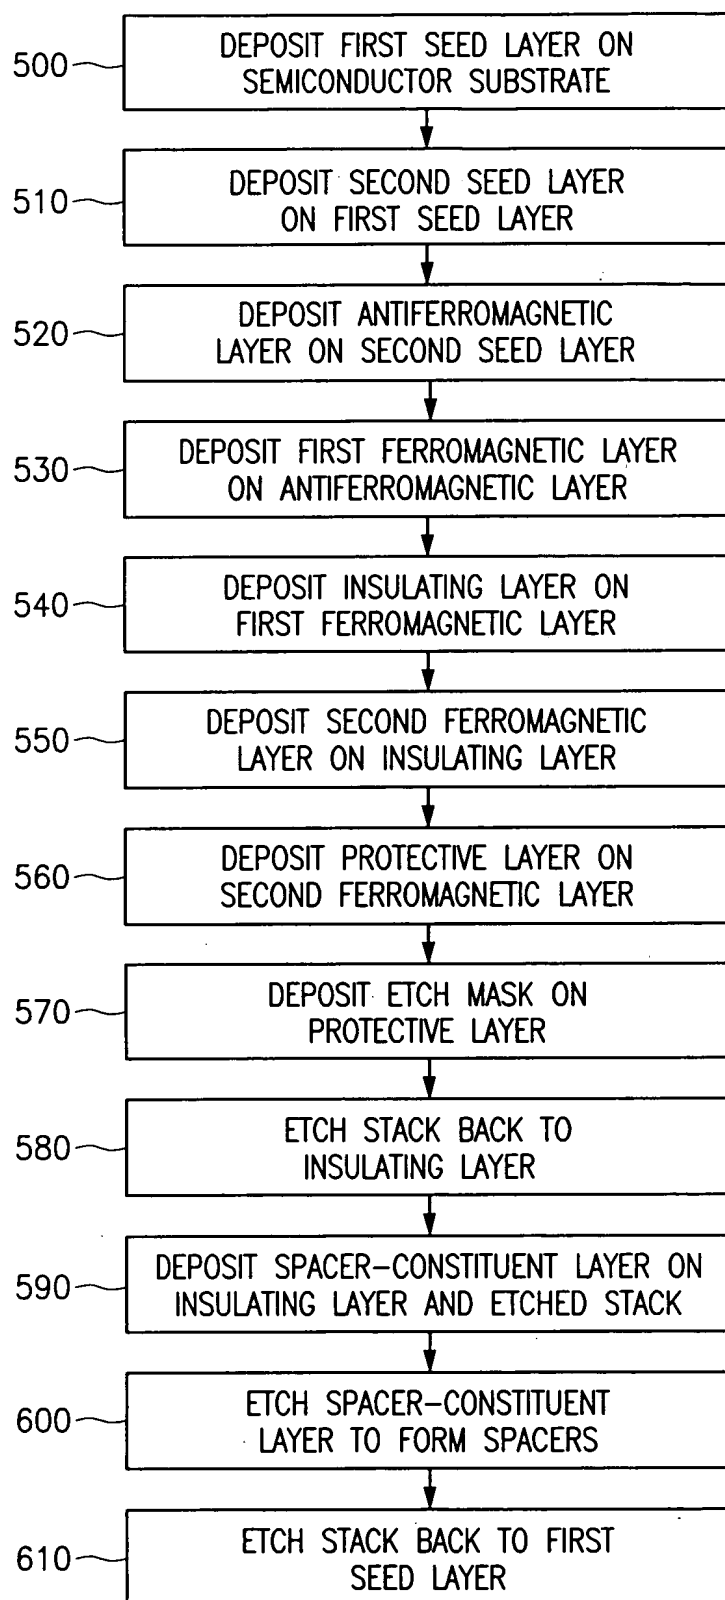 500
DEPOSIT FIRST SEED LAYER ON
SEMICONDUCTOR SUBSTRATE
510
DEPOSIT SECOND SEED LAYER
ON FIRST SEED LAYER
520
DEPOSIT ANTIFERROMAGNETIC
LAYER ON SECOND SEED LAYER
530
DEPOSIT FIRST FERROMAGNETIC LAYER
ON ANTIFERROMAGNETIC LAYER
540
DEPOSIT INSULATING LAYER ON
FIRST FERROMAGNETIC LAYER
550
DEPOSIT SECOND FERROMAGNETIC
LAYER ON INSULATING LAYER
560
DEPOSIT PROTECTIVE LAYER ON
SECOND FERROMAGNETIC LAYER
570
DEPOSIT ETCH MASK ON
PROTECTIVE LAYER
580
ETCH STACK BACK TO
INSULATING LAYER
590
DEPOSIT SPACER-CONSTITUENT LAYER ON
INSULATING LAYER AND ETCHED STACK
600
ETCH SPACER-CONSTITUENT
LAYER TO FORM SPACERS
610
ETCH STACK BACK TO FIRST
SEED LAYER